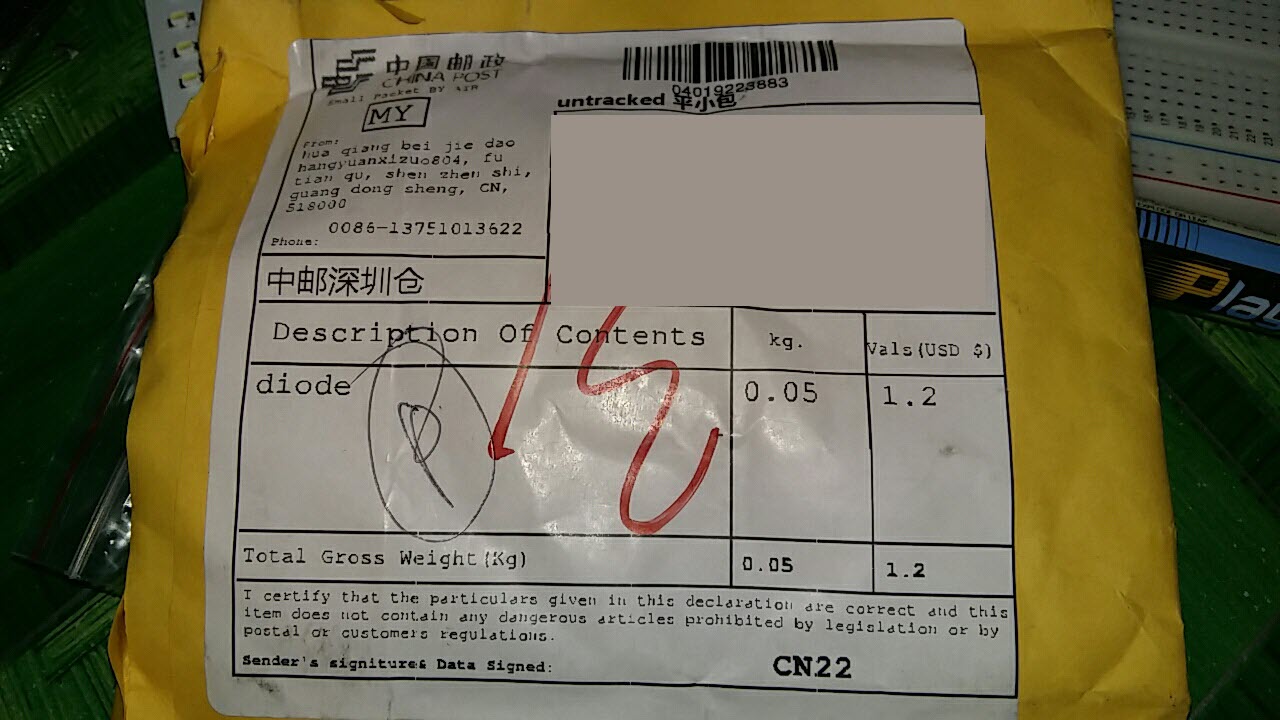 中国邮政
CHINA POST
Small Packet BY AIR
MY
04019223883
untracked 平小包
From:
hua qiang bei jie dao
hangyuanxizuo804, fu
tian qu, shen zhen shi,
guang dong sheng, CN,
518000
0086-13751013622
Phone:
中邮深圳仓
Description Of Contents kg. Vals(USD $)
diode 0.05 1.2
Total Gross Weight(Kg) 0.05 1.2
I certify that the particulars given in this declaration are correct and this
item does not contain any dangerous articles prohibited by legislation or by
postal or customs regulations.
Sender's signiture& Data Signed: CN22